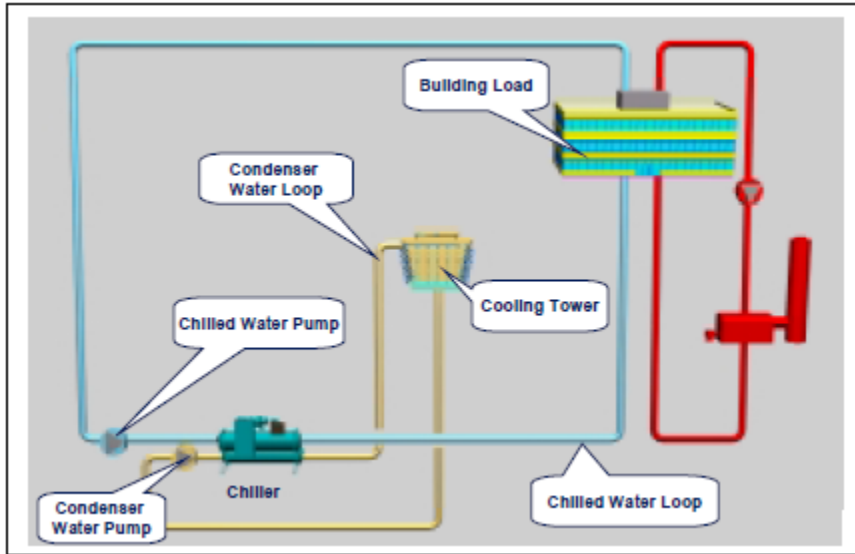 Building Load
Condenser
Water Loop
Cooling Tower
Chilled Water Pump
Chiller
Condenser
Water Pump
Chilled Water Loop